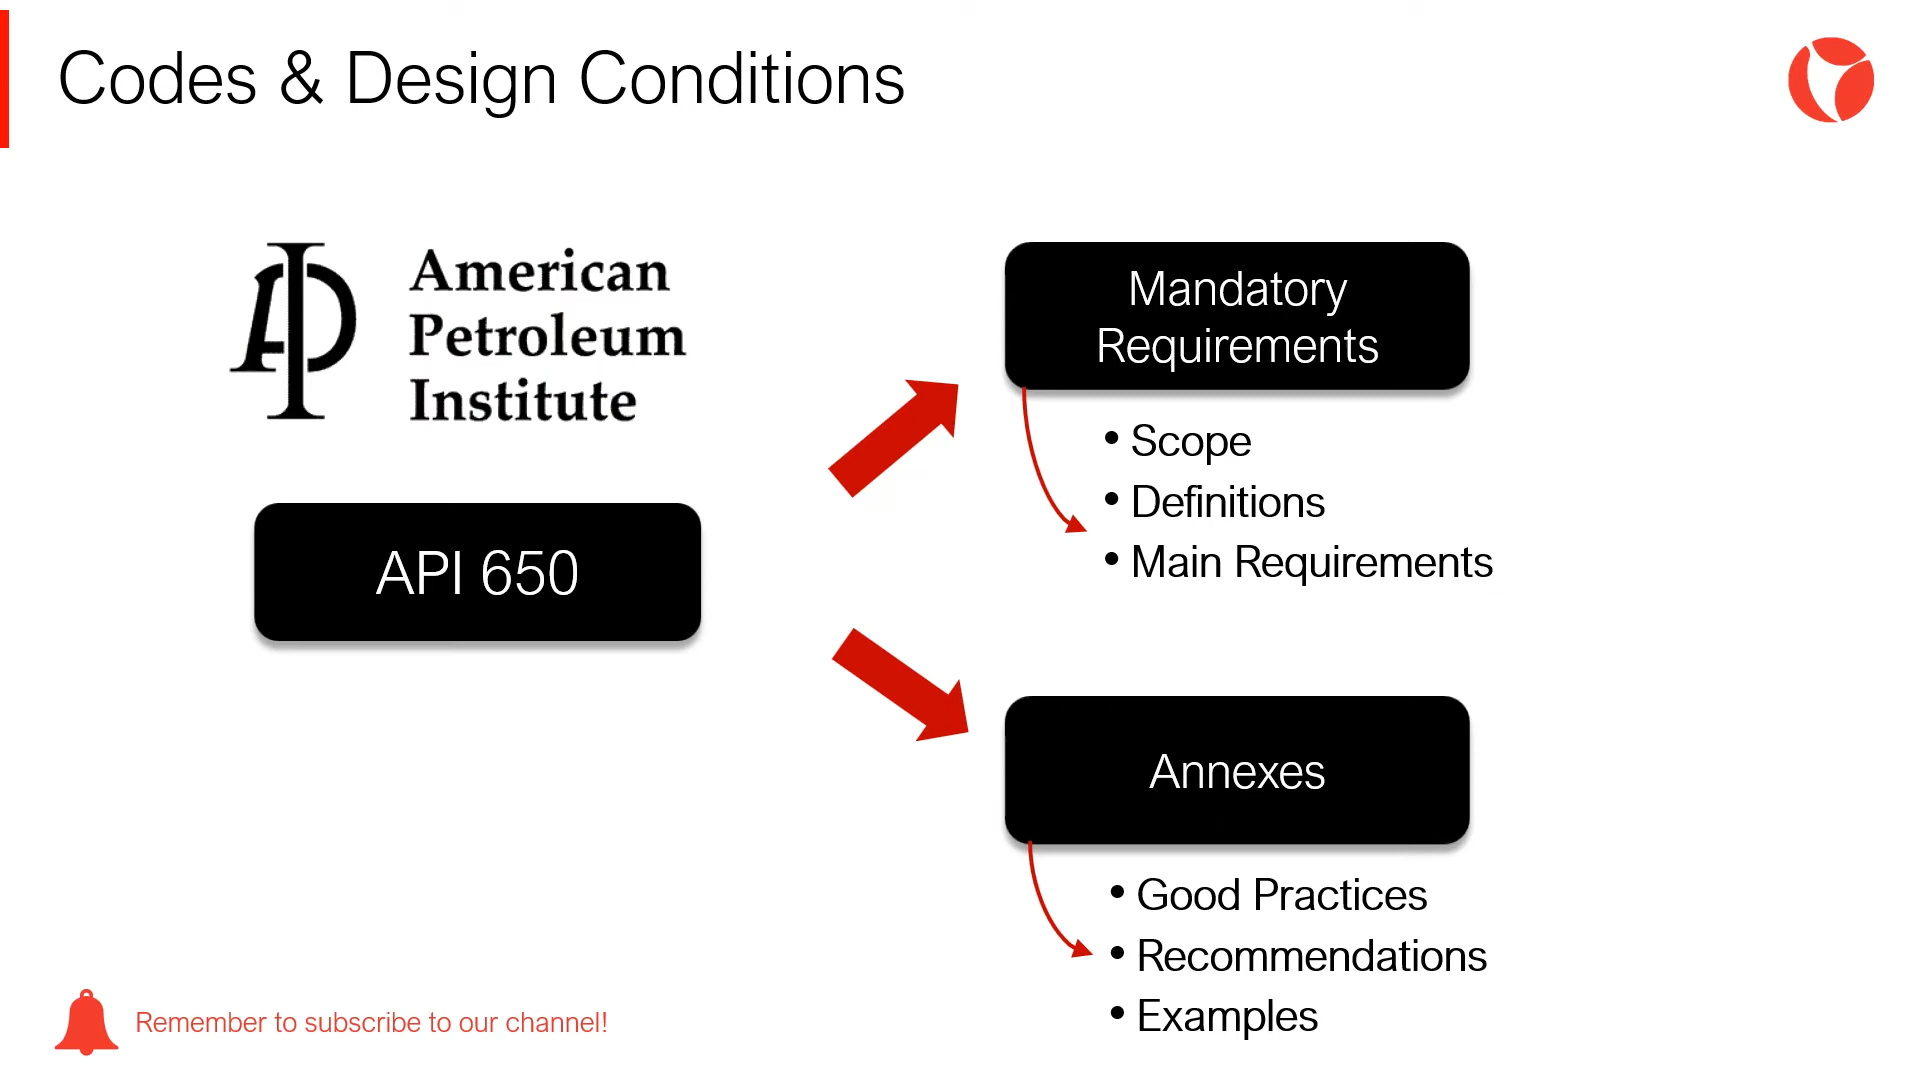 Codes & Design Conditions
American
Petroleum
Institute
API 650
Mandatory
Requirements
• Scope
• Definitions
• Main Requirements
Annexes
• Good Practices
• Recommendations
• Examples
Remember to subscribe to our channel!